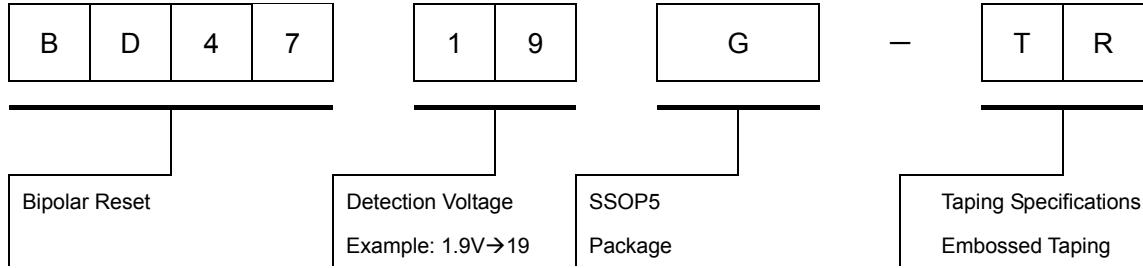 B D 4 7 1 9 G — T R
Bipolar Reset Detection Voltage SSOP5 Taping Specifications
Example: 1.9V→19 Package Embossed Taping